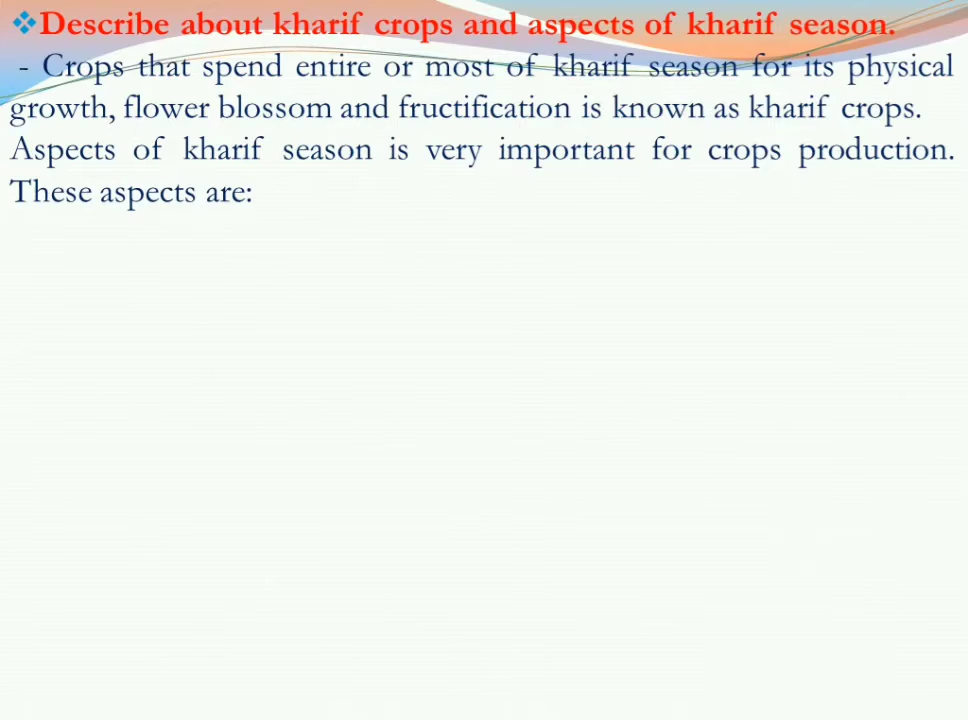 ❖Describe about kharif crops and aspects of kharif season.
- Crops that spend entire or most of kharif season for its physical
growth, flower blossom and fructification is known as kharif crops.
Aspects of kharif season is very important for crops production.
These aspects are: